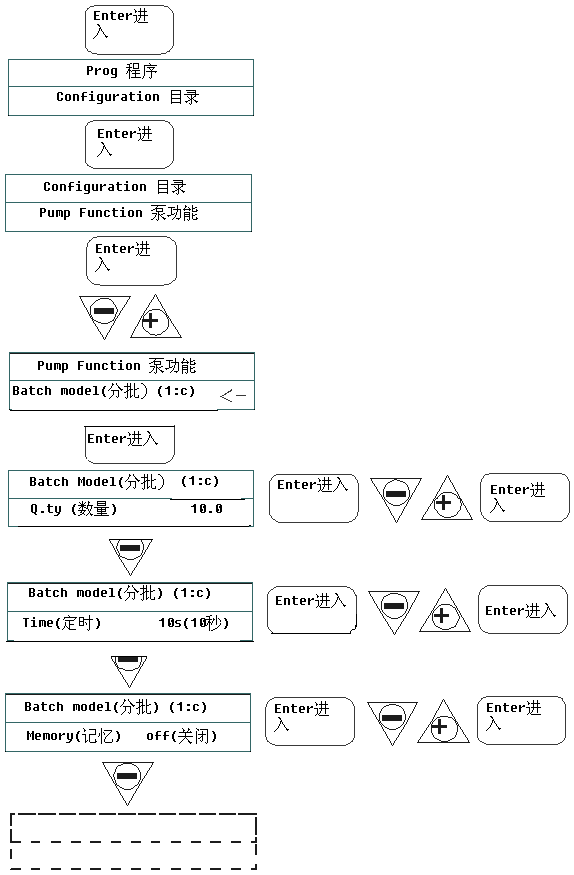 Enter进
入
Prog 程序
Configuration 目录
Enter进
入
Configuration 目录
Pump Function 泵功能
Enter进
入
Pump Function 泵功能
Batch model(分批) (1:c) <-
Enter进入
Batch Model(分批) (1:c)
Q.ty (数量) 10.0
Enter进入
Enter进
入
Batch model(分批) (1:c)
Time(定时) 10s(10秒)
Enter进入
Enter进入
Batch model(分批) (1:c)
Memory(记忆) off(关闭)
Enter进
入
Enter进
入